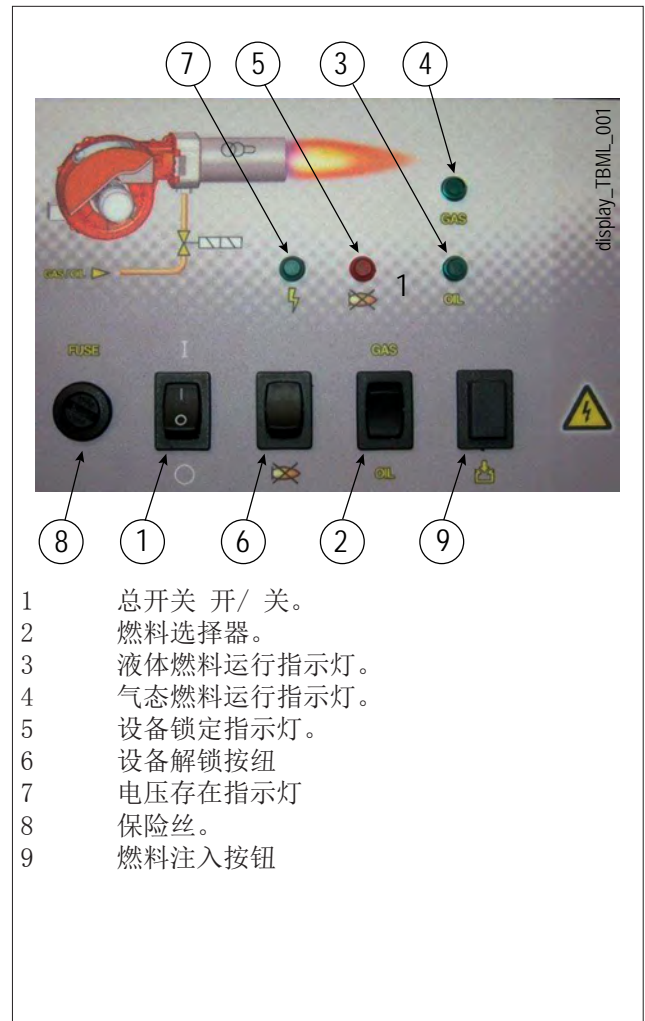 7 5 3 4
display_TBML_001
GAS
GAS/OIL
1
OIL
FUSE I GAS
OIL
8 1 6 2 9
1 总开关 开/ 关。
2 燃料选择器。
3 液体燃料运行指示灯。
4 气态燃料运行指示灯。
5 设备锁定指示灯。
6 设备解锁按纽
7 电压存在指示灯
8 保险丝。
9 燃料注入按钮